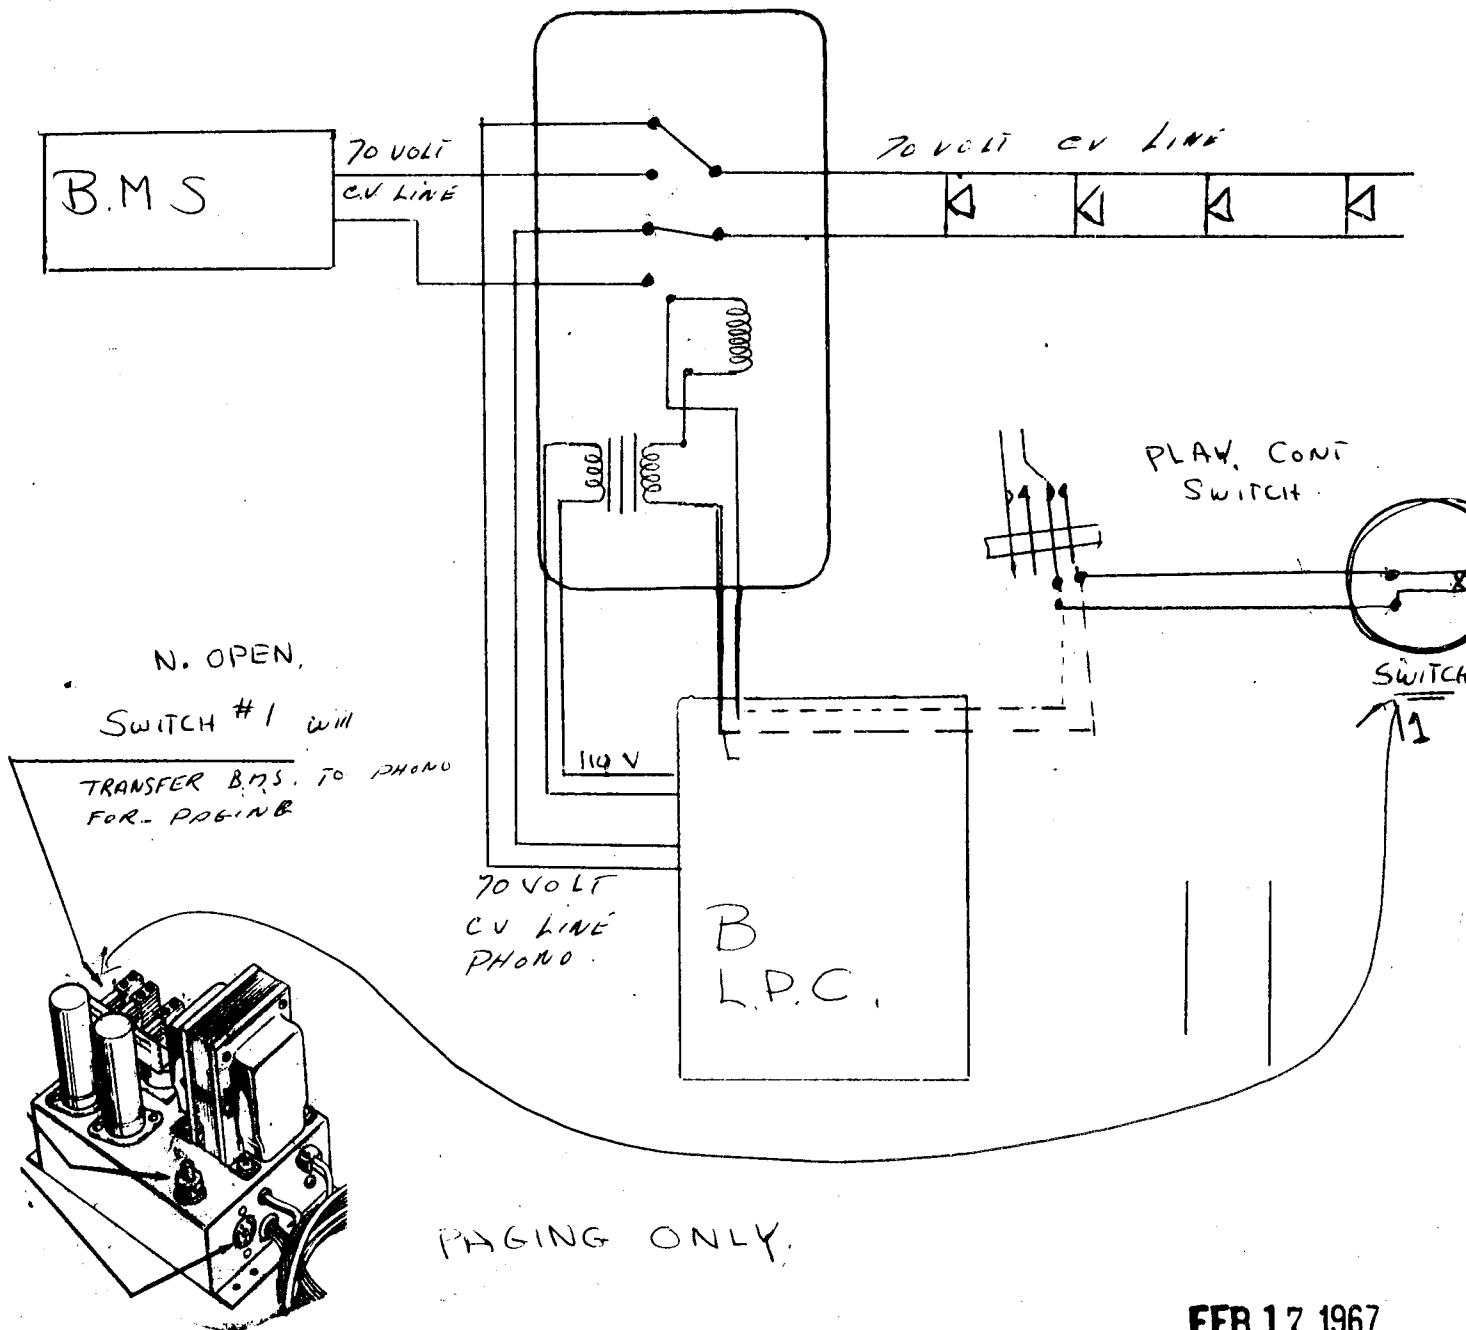 70 VOLT
CV LINE
B.M S
70 VOLT CV LINE
PLAY. CONT
SWITCH.
N. OPEN,
SWITCH #1 will
TRANSFER B.M.S. TO PHONO
FOR- PAGING
SWITCH
1
110 V
70 VOLT
CV LINE
PHONO.
B
L.P.C.
PAGING ONLY.
FEB 17 1967